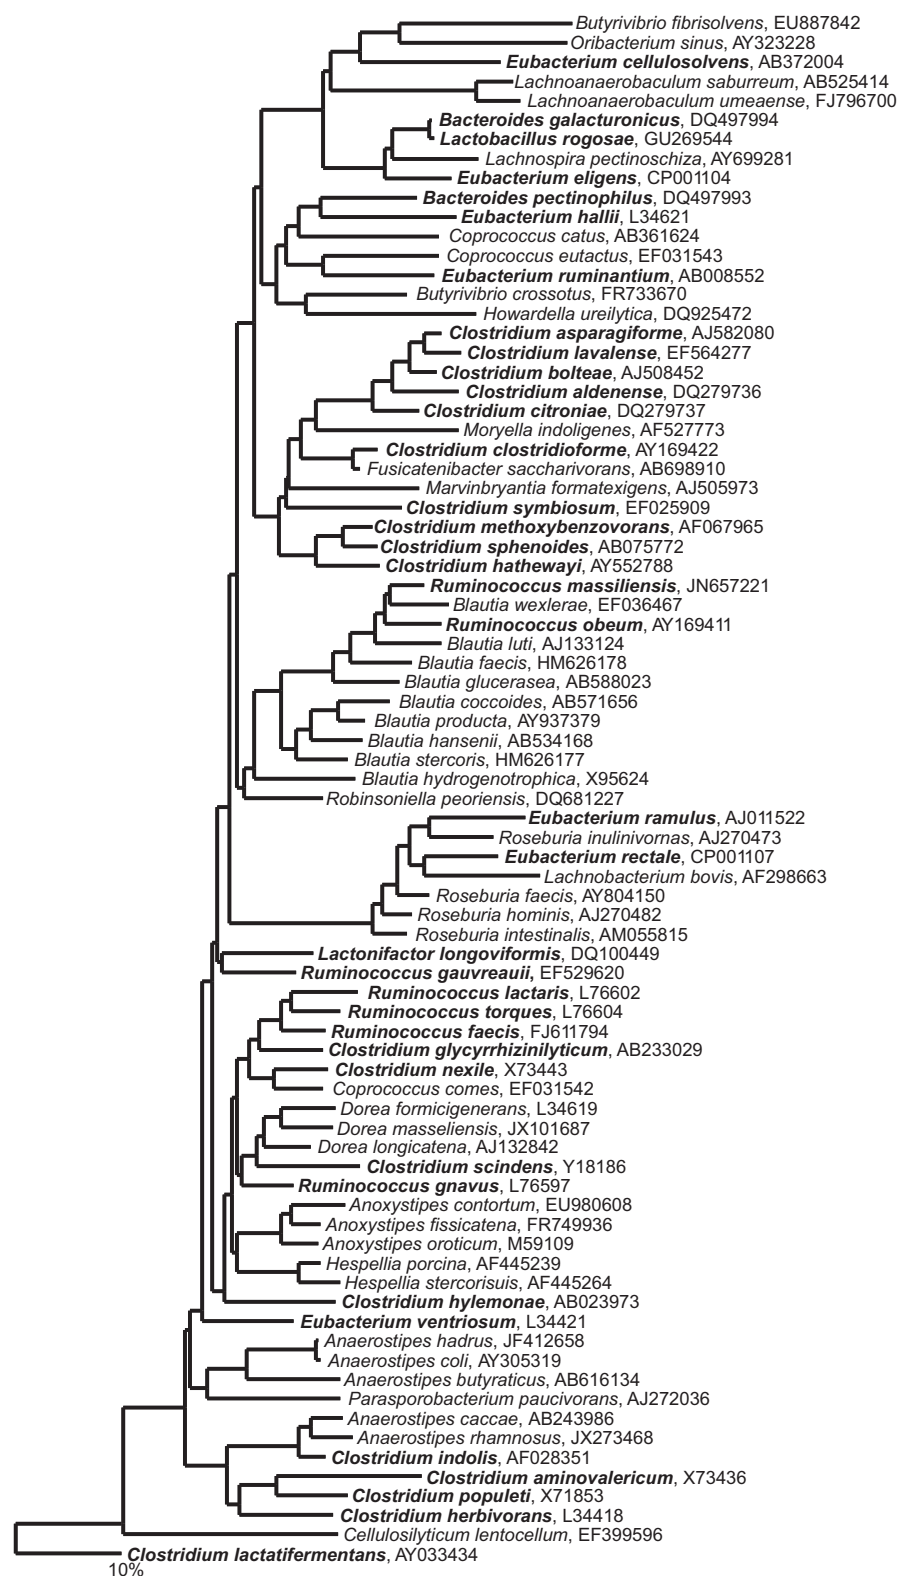 Butyrivibrio fibrisolvens, EU887842
Oribacterium sinus, AY323228
Eubacterium cellulosolvens, AB372004
Lachnoanaerobaculum saburreum, AB525414
Lachnoanaerobaculum umeaense, FJ796700
Bacteroides galacturonicus, DQ497994
Lactobacillus rogosae, GU269544
Lachnospira pectinoschiza, AY699281
Eubacterium eligens, CP001104
Bacteroides pectinophilus, DQ497993
Eubacterium hallii, L34621
Coprococcus catus, AB361624
Coprococcus eutactus, EF031543
Eubacterium ruminantium, AB008552
Butyrivibrio crossotus, FR733670
Howardella ureilytica, DQ925472
Clostridium asparagiforme, AJ582080
Clostridium lavalense, EF564277
Clostridium bolteae, AJ508452
Clostridium aldenense, DQ279736
Clostridium citroniae, DQ279737
Moryella indoligenes, AF527773
Clostridium clostridioforme, AY169422
Fusicatenibacter saccharivorans, AB698910
Marvinbryantia formatexigens, AJ505973
Clostridium symbiosum, EF025909
Clostridium methoxybenzovorans, AF067965
Clostridium sphenoides, AB075772
Clostridium hathewayi, AY552788
Ruminococcus massiliensis, JN657221
Blautia wexlerae, EF036467
Ruminococcus obeum, AY169411
Blautia luti, AJ133124
Blautia faecis, HM626178
Blautia glucerasea, AB588023
Blautia coccoides, AB571656
Blautia producta, AY937379
Blautia hansenii, AB534168
Blautia stercoris, HM626177
Blautia hydrogenotrophica, X95624
Robinsoniella peoriensis, DQ681227
Eubacterium ramulus, AJ011522
Roseburia inulinivornas, AJ270473
Eubacterium rectale, CP001107
Lachnobacterium bovis, AF298663
Roseburia faecis, AY804150
Roseburia hominis, AJ270482
Roseburia intestinalis, AM055815
Lactonifactor longoviformis, DQ100449
Ruminococcus gauvreauii, EF529620
Ruminococcus lactaris, L76602
Ruminococcus torques, L76604
Ruminococcus faecis, FJ611794
Clostridium glycyrrhizinilyticum, AB233029
Clostridium nexile, X73443
Coprococcus comes, EF031542
Dorea formicigenerans, L34619
Dorea masseliensis, JX101687
Dorea longicatena, AJ132842
Clostridium scindens, Y18186
Ruminococcus gnavus, L76597
Anoxystipes contortum, EU980608
Anoxystipes fissicatena, FR749936
Anoxystipes oroticum, M59109
Hespellia porcina, AF445239
Hespellia stercorisuis, AF445264
Clostridium hylemonae, AB023973
Eubacterium ventriosum, L34421
Anaerostipes hadrus, JF412658
Anaerostipes coli, AY305319
Anaerostipes butyraticus, AB616134
Parasporobacterium paucivorans, AJ272036
Anaerostipes caccae, AB243986
Anaerostipes rhamnosus, JX273468
Clostridium indolis, AF028351
Clostridium aminovalericum, X73436
Clostridium populeti, X71853
Clostridium herbivorans, L34418
Cellulosilyticum lentocellum, EF399596
Clostridium lactatifermentans, AY033434
10%